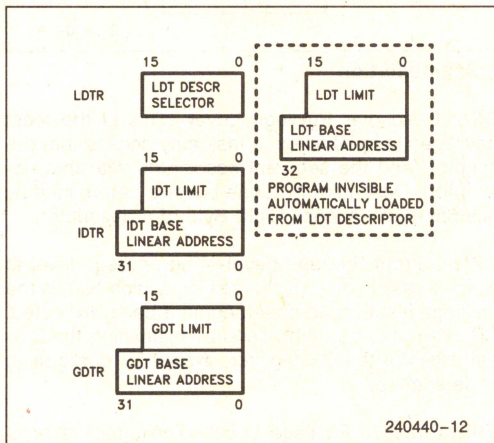 15 0
LDTR
LDT DESCR
SELECTOR
15 0
LDT LIMIT
LDT BASE
LINEAR ADDRESS
32
PROGRAM INVISIBLE
AUTOMATICALLY LOADED
FROM LDT DESCRIPTOR
15 0
IDT LIMIT
IDTR
IDT BASE
LINEAR ADDRESS
31 0
15 0
GDT LIMIT
GDTR
GDT BASE
LINEAR ADDRESS
31 0
240440-12